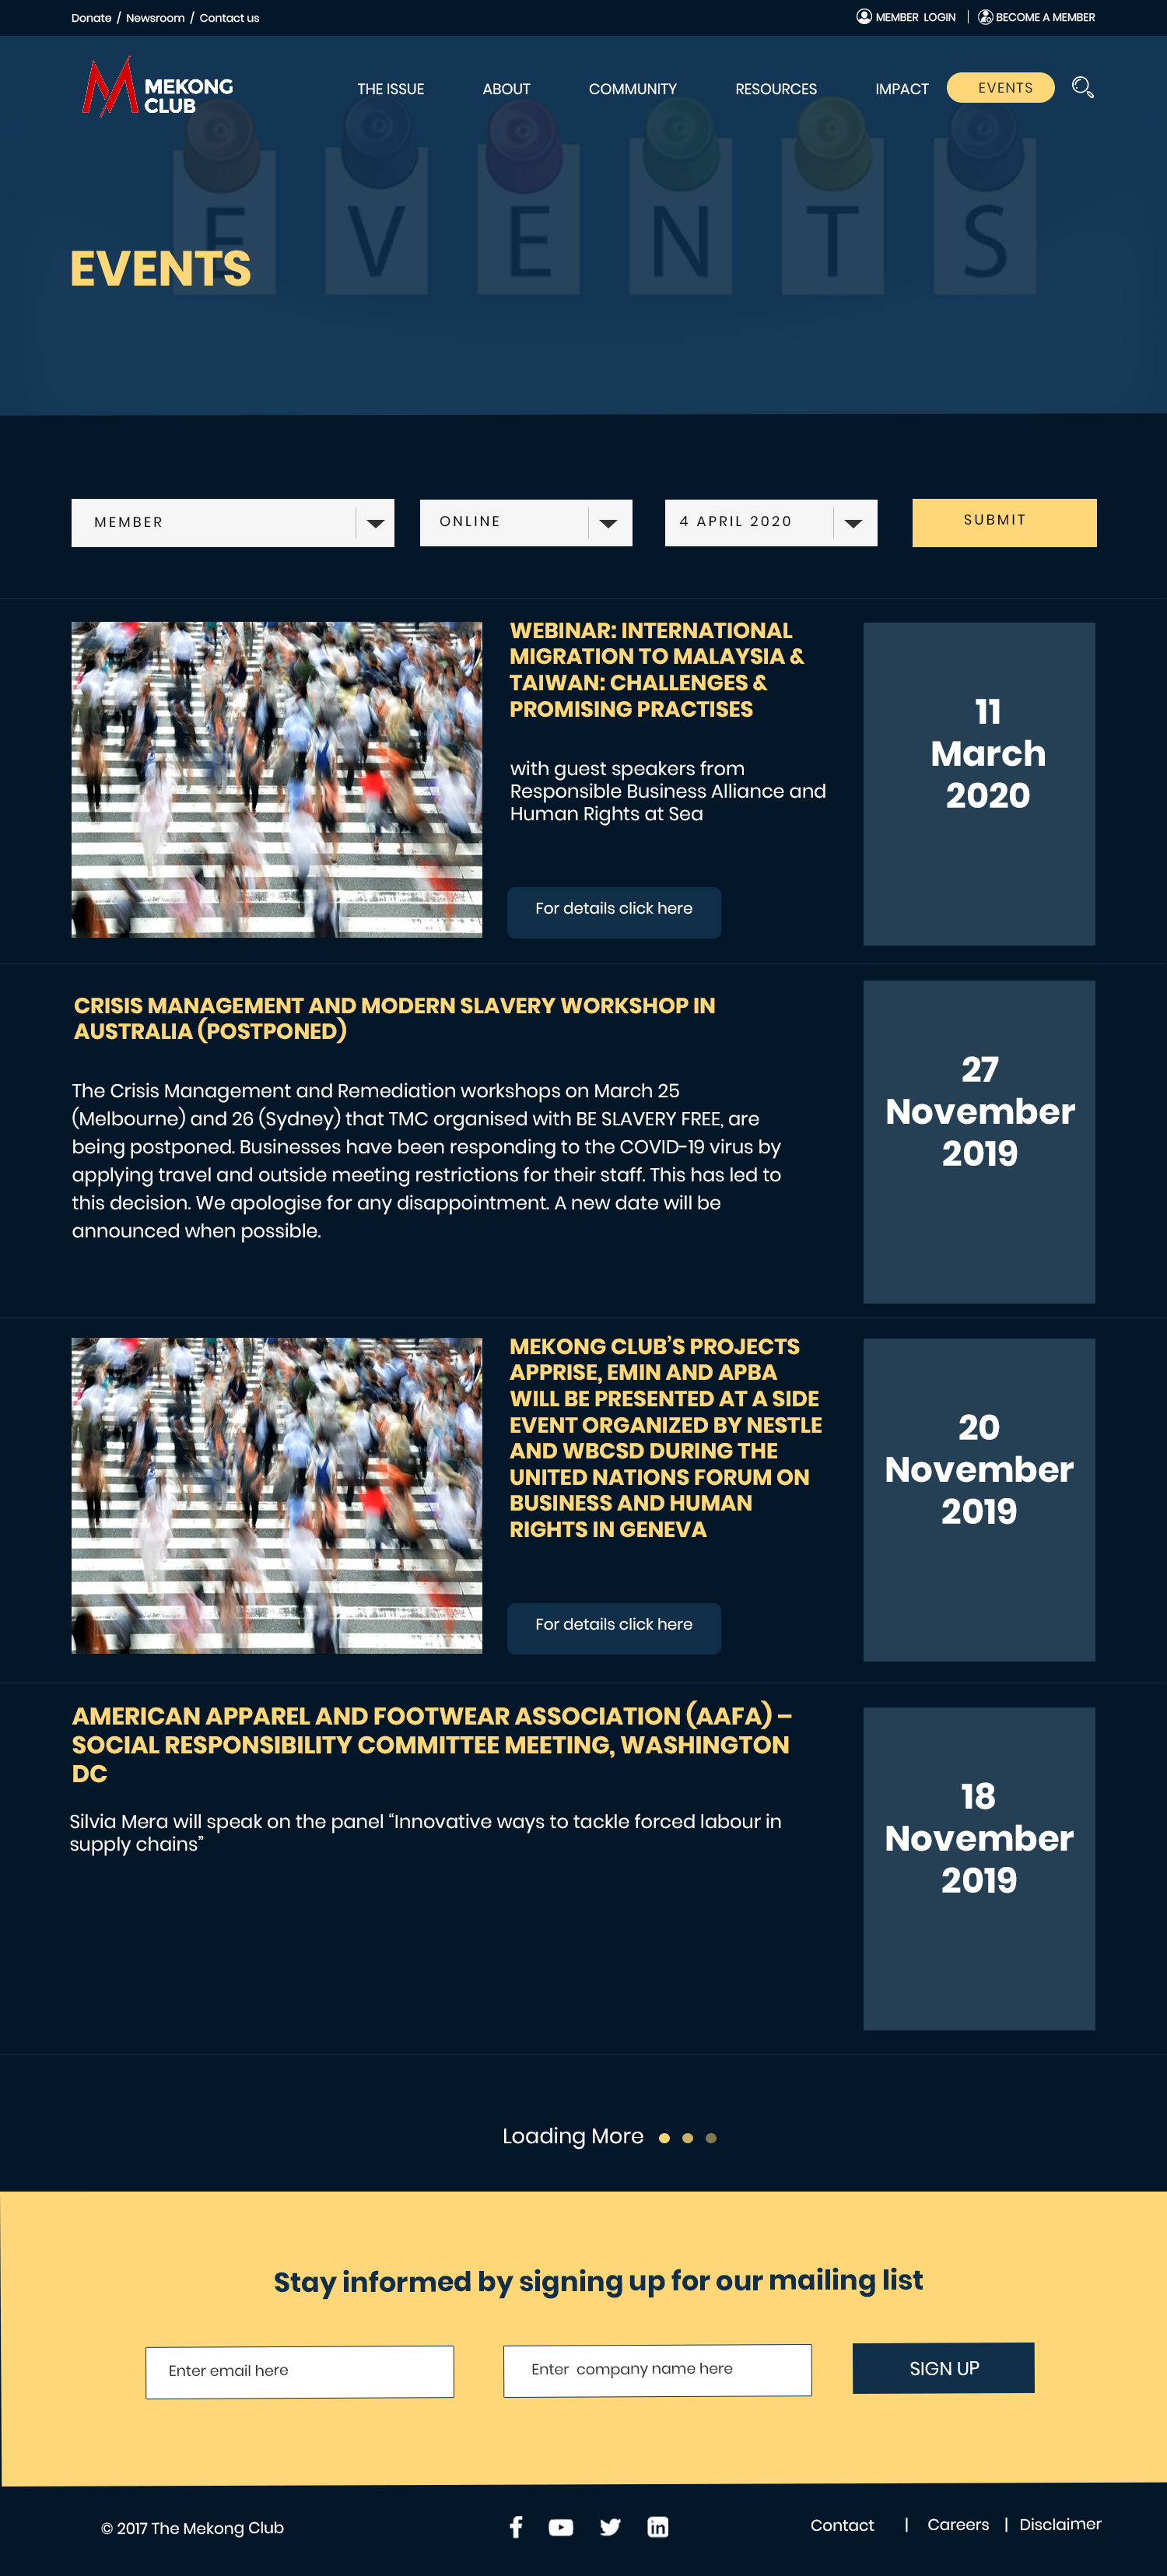 Donate / Newsroom / Contact us
MEMBER LOGIN | BECOME A MEMBER
MEKONG
CLUB
THE ISSUE ABOUT COMMUNITY RESOURCES IMPACT EVENTS
E V E N T S
EVENTS
MEMBER ONLINE 4 APRIL 2020 SUBMIT
WEBINAR: INTERNATIONAL
MIGRATION TO MALAYSIA &
TAIWAN: CHALLENGES &
PROMISING PRACTISES
with guest speakers from
Responsible Business Alliance and
Human Rights at Sea
For details click here
11
March
2020
CRISIS MANAGEMENT AND MODERN SLAVERY WORKSHOP IN
AUSTRALIA (POSTPONED)
The Crisis Management and Remediation workshops on March 25
(Melbourne) and 26 (Sydney) that TMC organised with BE SLAVERY FREE, are
being postponed. Businesses have been responding to the COVID-19 virus by
applying travel and outside meeting restrictions for their staff. This has led to
this decision. We apologise for any disappointment. A new date will be
announced when possible.
27
November
2019
MEKONG CLUB'S PROJECTS
APPRISE, EMIN AND APBA
WILL BE PRESENTED AT A SIDE
EVENT ORGANIZED BY NESTLE
AND WBCSD DURING THE
UNITED NATIONS FORUM ON
BUSINESS AND HUMAN
RIGHTS IN GENEVA
For details click here
20
November
2019
AMERICAN APPAREL AND FOOTWEAR ASSOCIATION (AAFA) –
SOCIAL RESPONSIBILITY COMMITTEE MEETING, WASHINGTON
DC
Silvia Mera will speak on the panel “Innovative ways to tackle forced labour in
supply chains”
18
November
2019
Loading More
Stay informed by signing up for our mailing list
Enter email here Enter company name here SIGN UP
© 2017 The Mekong Club
Contact | Careers | Disclaimer